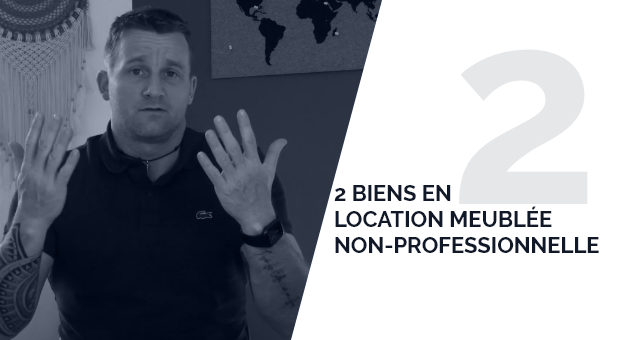 2
2 BIENS EN
LOCATION MEUBLÉE
NON-PROFESSIONNELLE